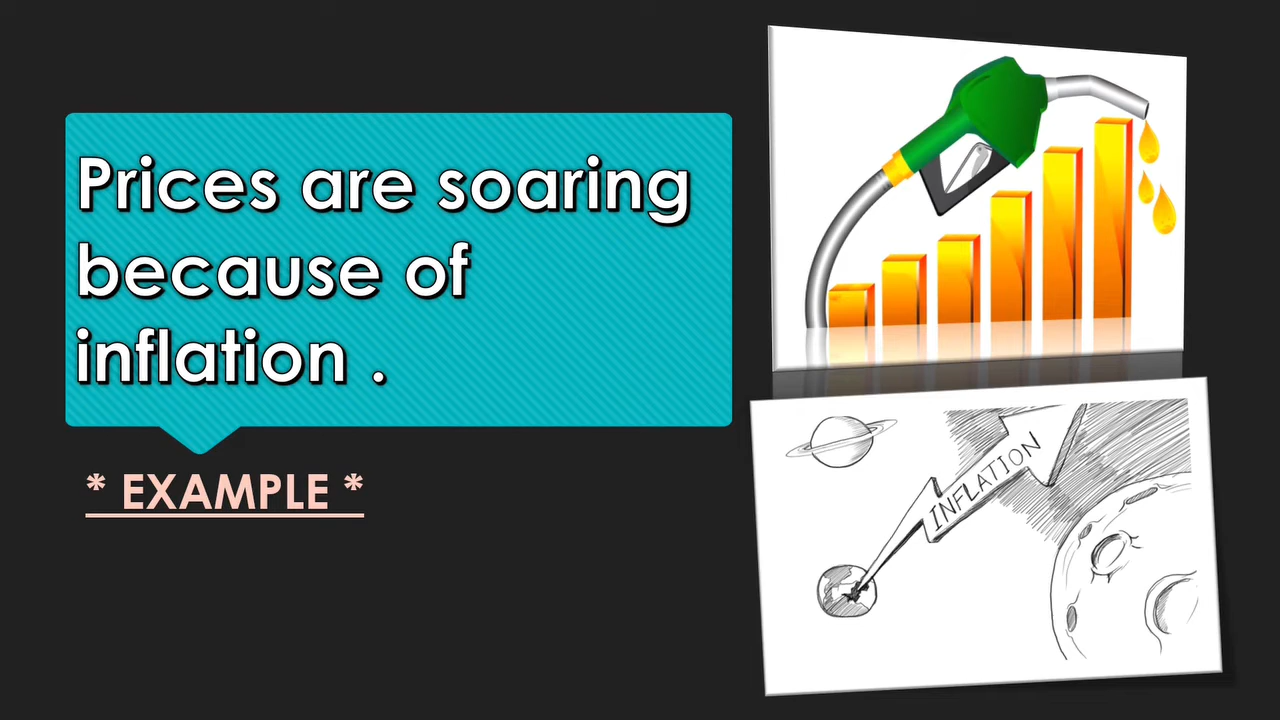 Prices are soaring
because of
inflation .
* EXAMPLE *
INFLATION